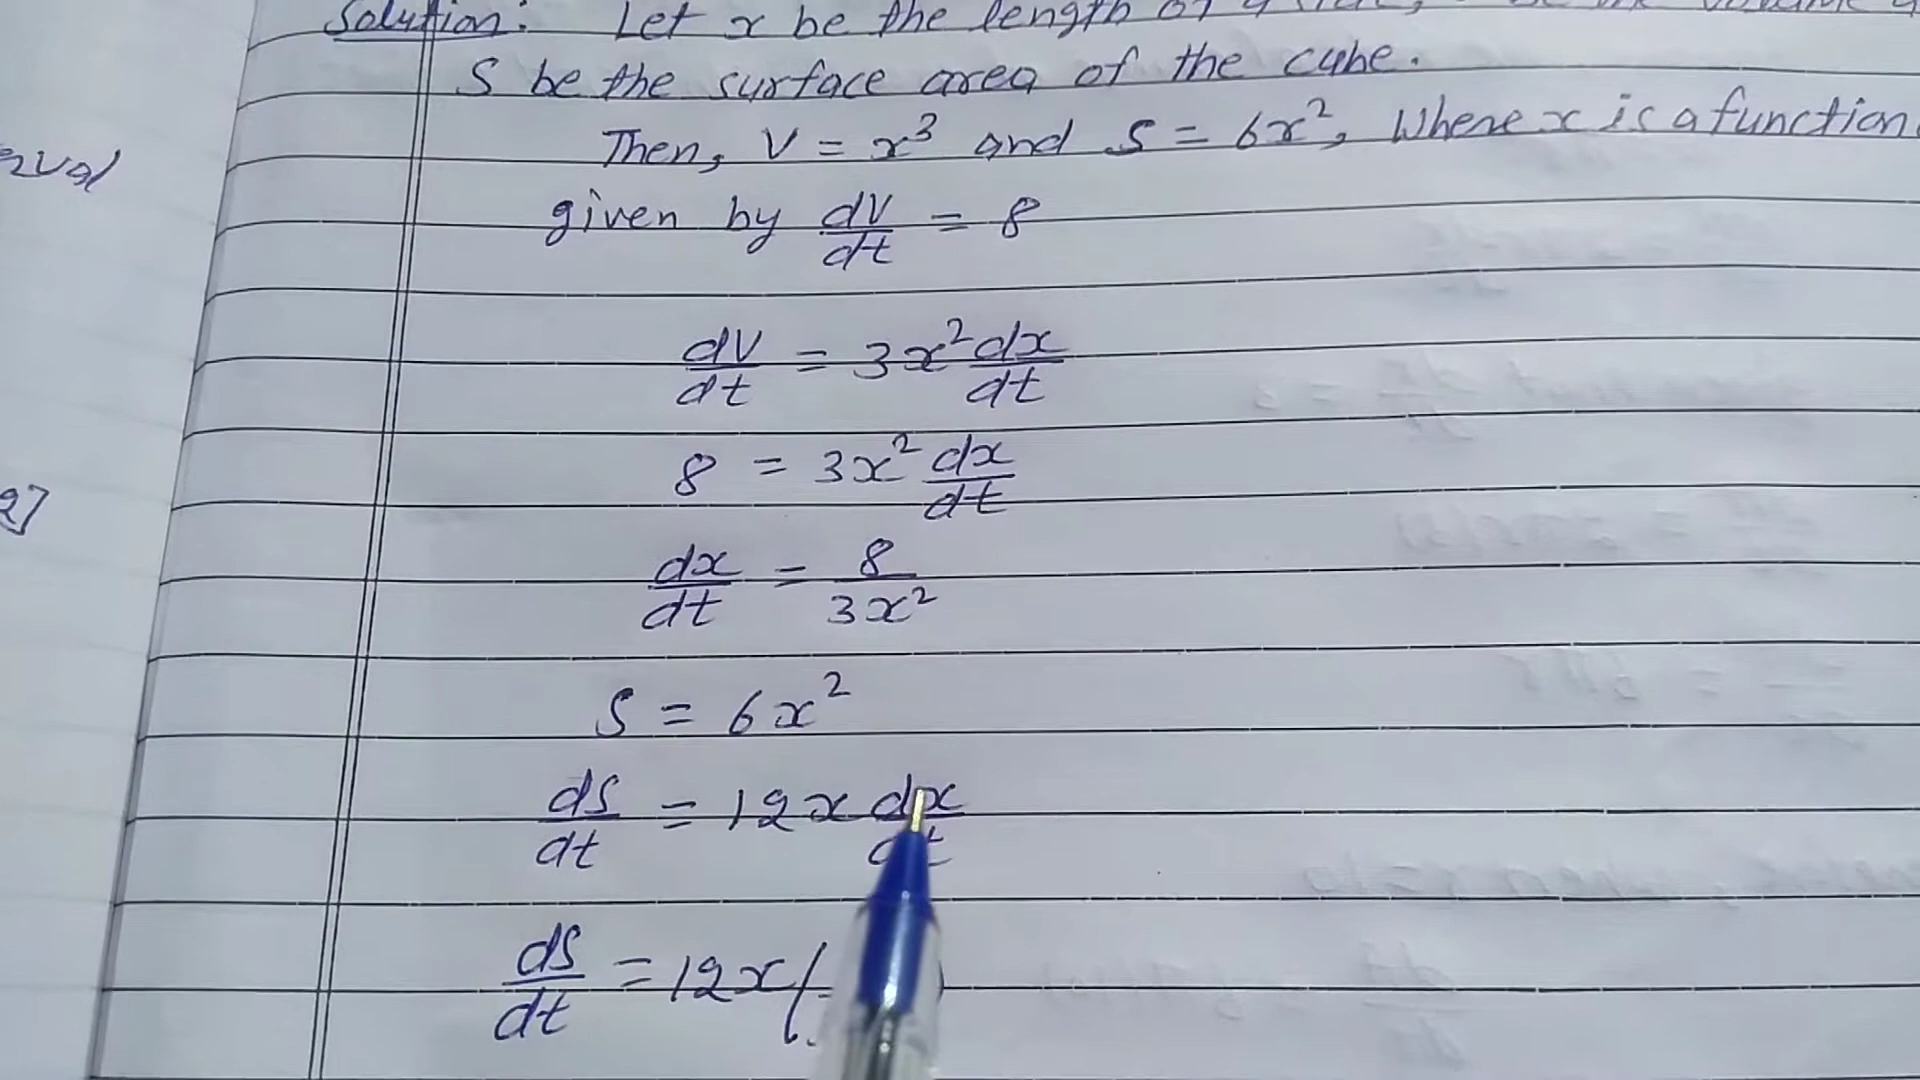 Solution: Let x be the length of a
S be the surface area of the cube.
Then, V = x³ and S = 6x², Where x is a function
given by dV/dt = 8
dV/dt = 3x² dx/dt
8 = 3x² dx/dt
dx/dt = 8/3x²
S = 6x²
dS/dt = 12x dx/dt
dS/dt = 12x(